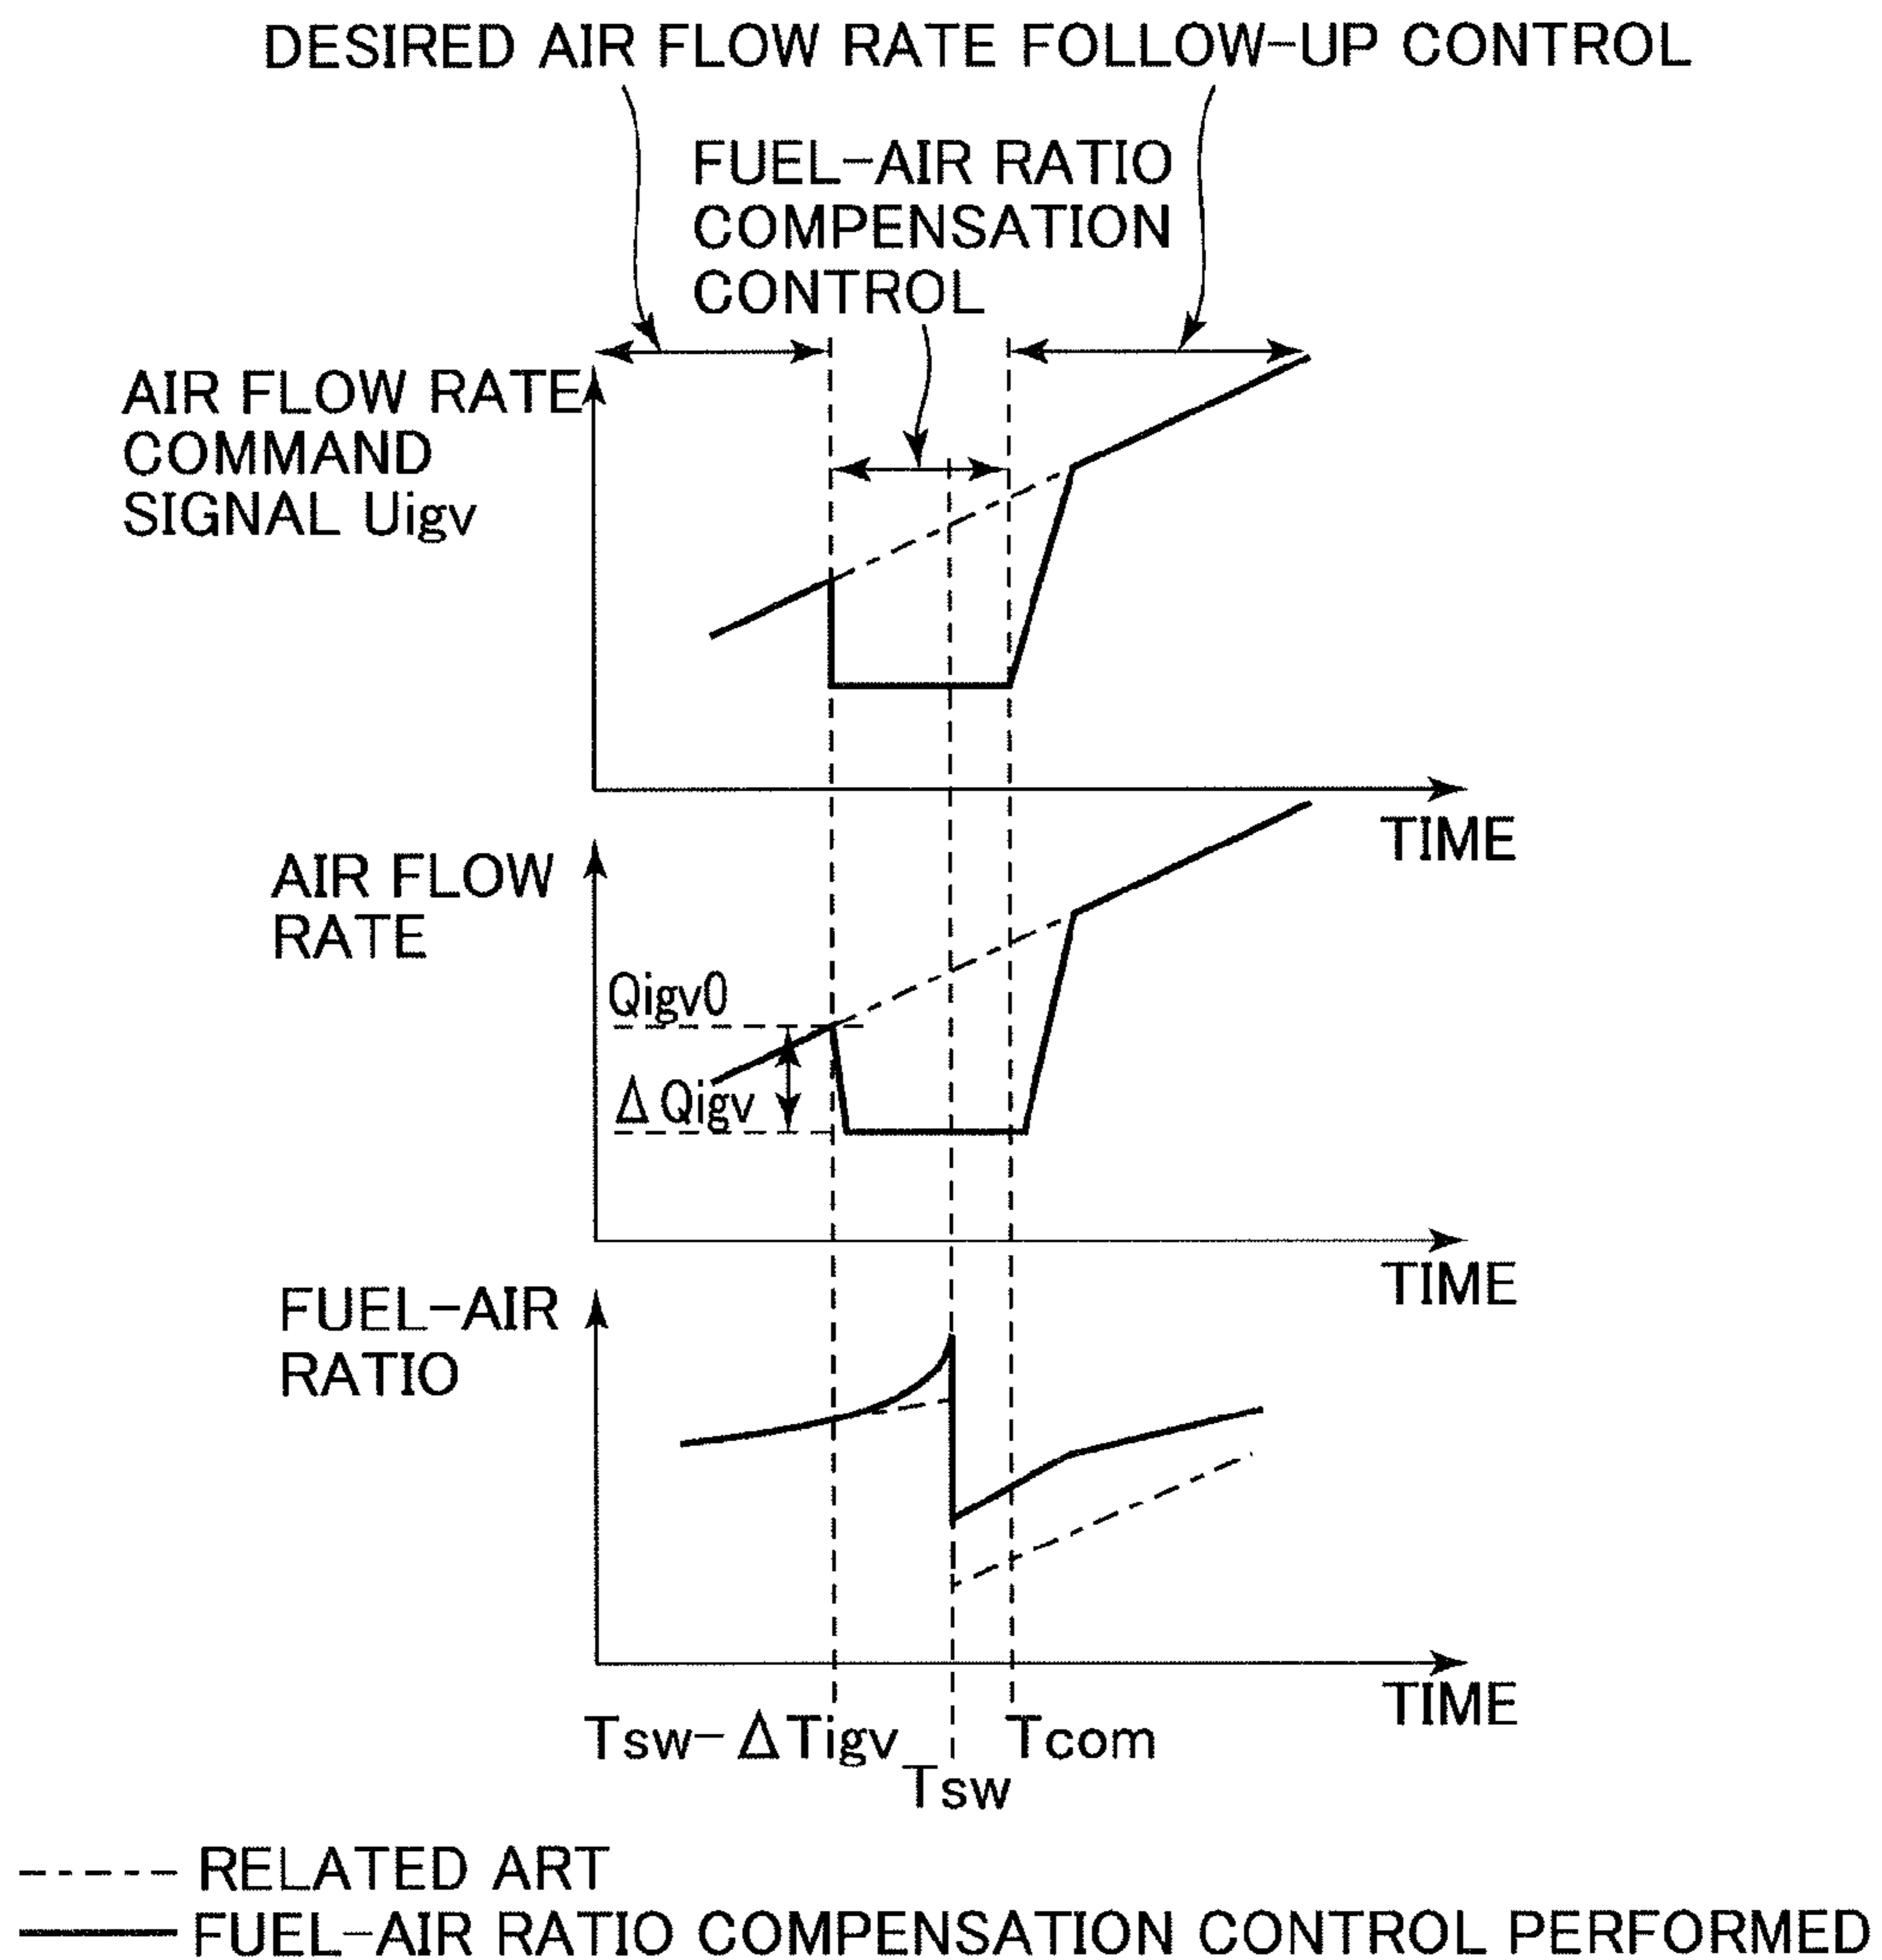 DESIRED AIR FLOW RATE FOLLOW-UP CONTROL
FUEL-AIR RATIO
COMPENSATION
CONTROL
AIR FLOW RATE
COMMAND
SIGNAL Uigv
TIME
AIR FLOW
RATE
Qigv0
ΔQigv
TIME
FUEL-AIR
RATIO
TIME
Tsw-ΔTigv
Tcom
Tsw
RELATED ART
FUEL-AIR RATIO COMPENSATION CONTROL PERFORMED